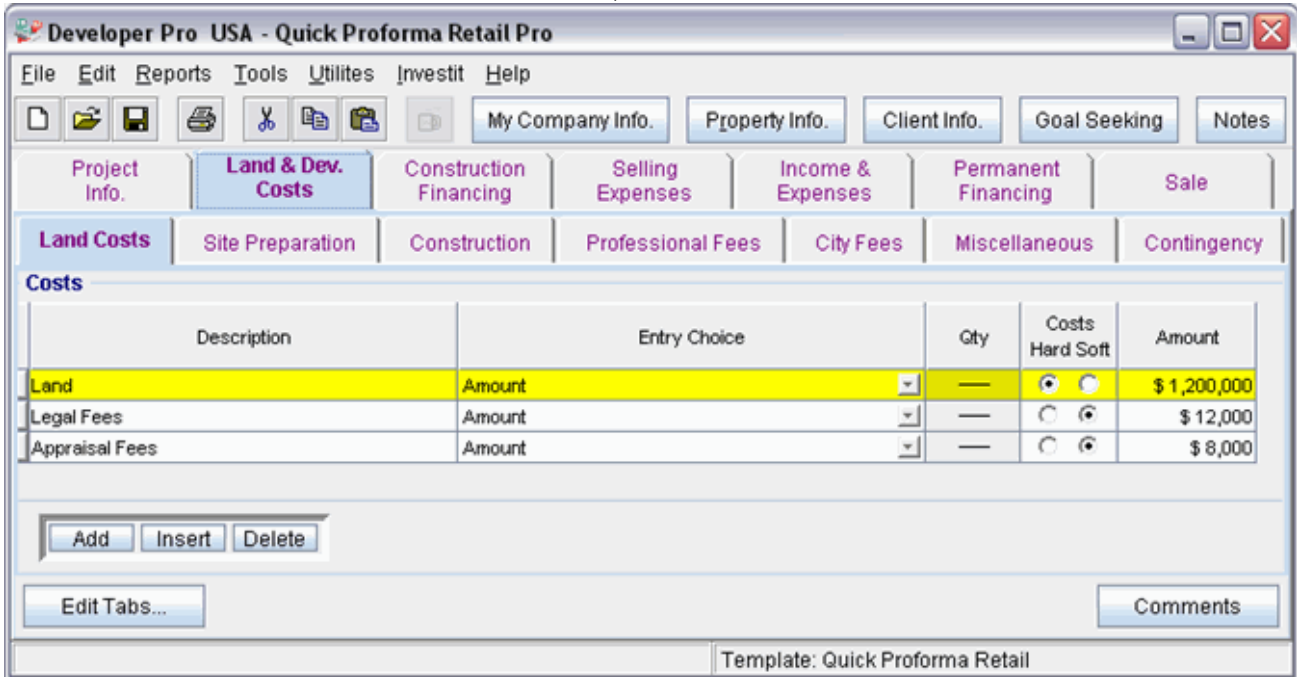 Developer Pro USA - Quick Proforma Retail Pro
File Edit Reports Tools Utilites Investit Help
My Company Info. Property Info. Client Info. Goal Seeking Notes
Project Info. Land & Dev. Costs Construction Financing Selling Expenses Income & Expenses Permanent Financing Sale
Land Costs Site Preparation Construction Professional Fees City Fees Miscellaneous Contingency
Costs
Description Entry Choice Qty Costs Hard Soft Amount
Land Amount — $ 1,200,000
Legal Fees Amount — $ 12,000
Appraisal Fees Amount — $ 8,000
Add Insert Delete
Edit Tabs... Comments
Template: Quick Proforma Retail